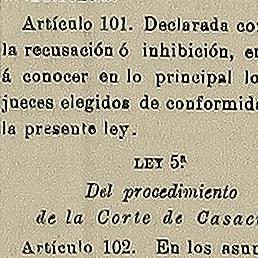 Artículo 101. Declarada co
la recusación ó inhibición, e
á conocer en lo principal lo
jueces elegidos de conformida
la presente ley.
LEY 5ª
Del procedimiento
de la Corte de Casac
Artículo 102. En los asun